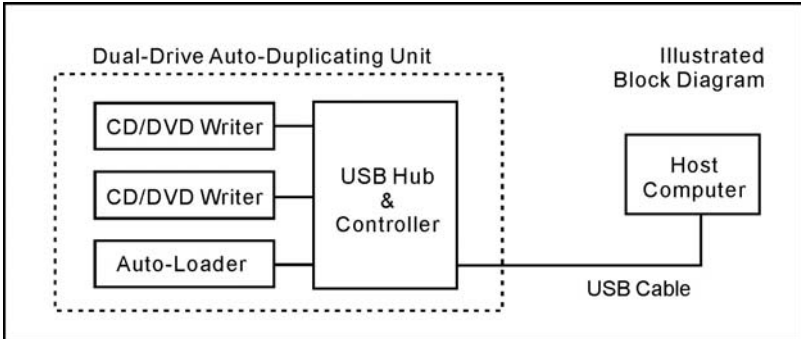 Dual-Drive Auto-Duplicating Unit
Illustrated
Block Diagram
CD/DVD Writer
CD/DVD Writer
Auto-Loader
USB Hub
&
Controller
Host
Computer
USB Cable